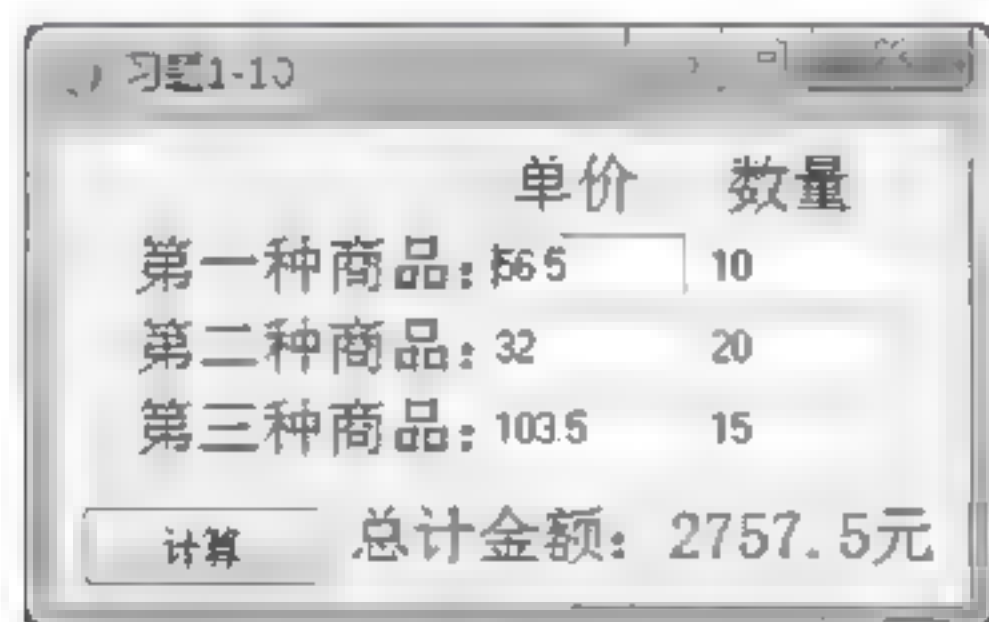 习题1-10
单价 数量
第一种商品: 56.5 10
第二种商品: 32 20
第三种商品: 103.5 15
计算 总计金额: 2757.5元